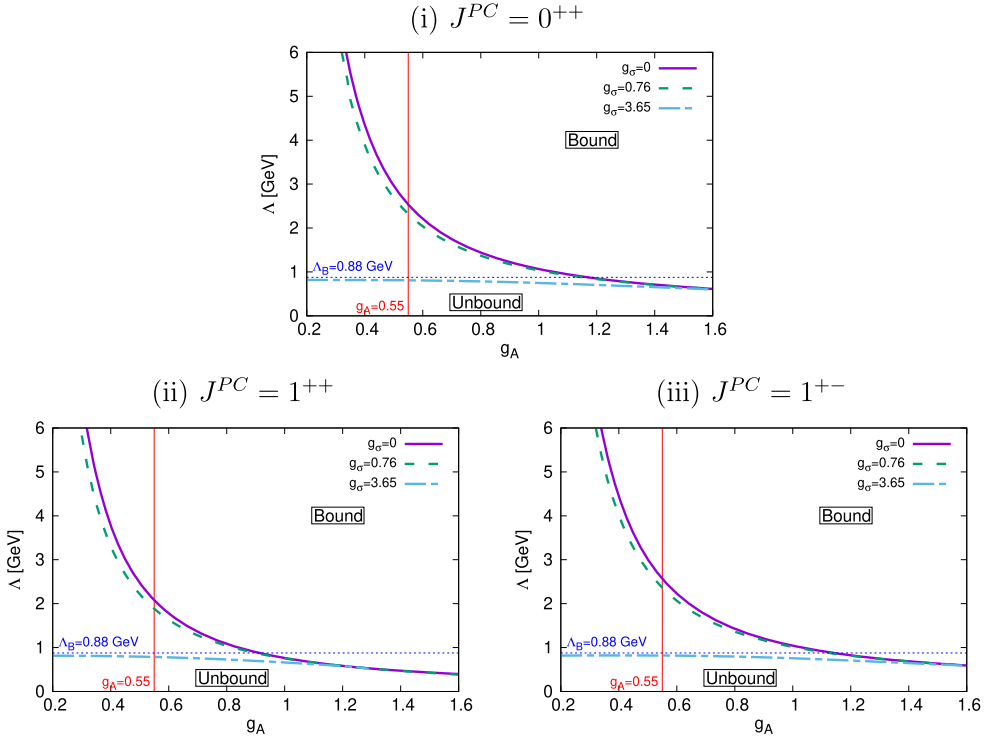 (i) J^{PC} = 0^{++}
6
5
4
3
2
1
0
Λ [GeV]
g_σ=0
g_σ=0.76
g_σ=3.65
Bound
Λ_B=0.88 GeV
g_A=0.55
Unbound
0.2 0.4 0.6 0.8 1 1.2 1.4 1.6
g_A
(ii) J^{PC} = 1^{++}
6
5
4
3
2
1
0
Λ [GeV]
g_σ=0
g_σ=0.76
g_σ=3.65
Bound
Λ_B=0.88 GeV
g_A=0.55
Unbound
0.2 0.4 0.6 0.8 1 1.2 1.4 1.6
g_A
(iii) J^{PC} = 1^{+-}
6
5
4
3
2
1
0
Λ [GeV]
g_σ=0
g_σ=0.76
g_σ=3.65
Bound
Λ_B=0.88 GeV
g_A=0.55
Unbound
0.2 0.4 0.6 0.8 1 1.2 1.4 1.6
g_A